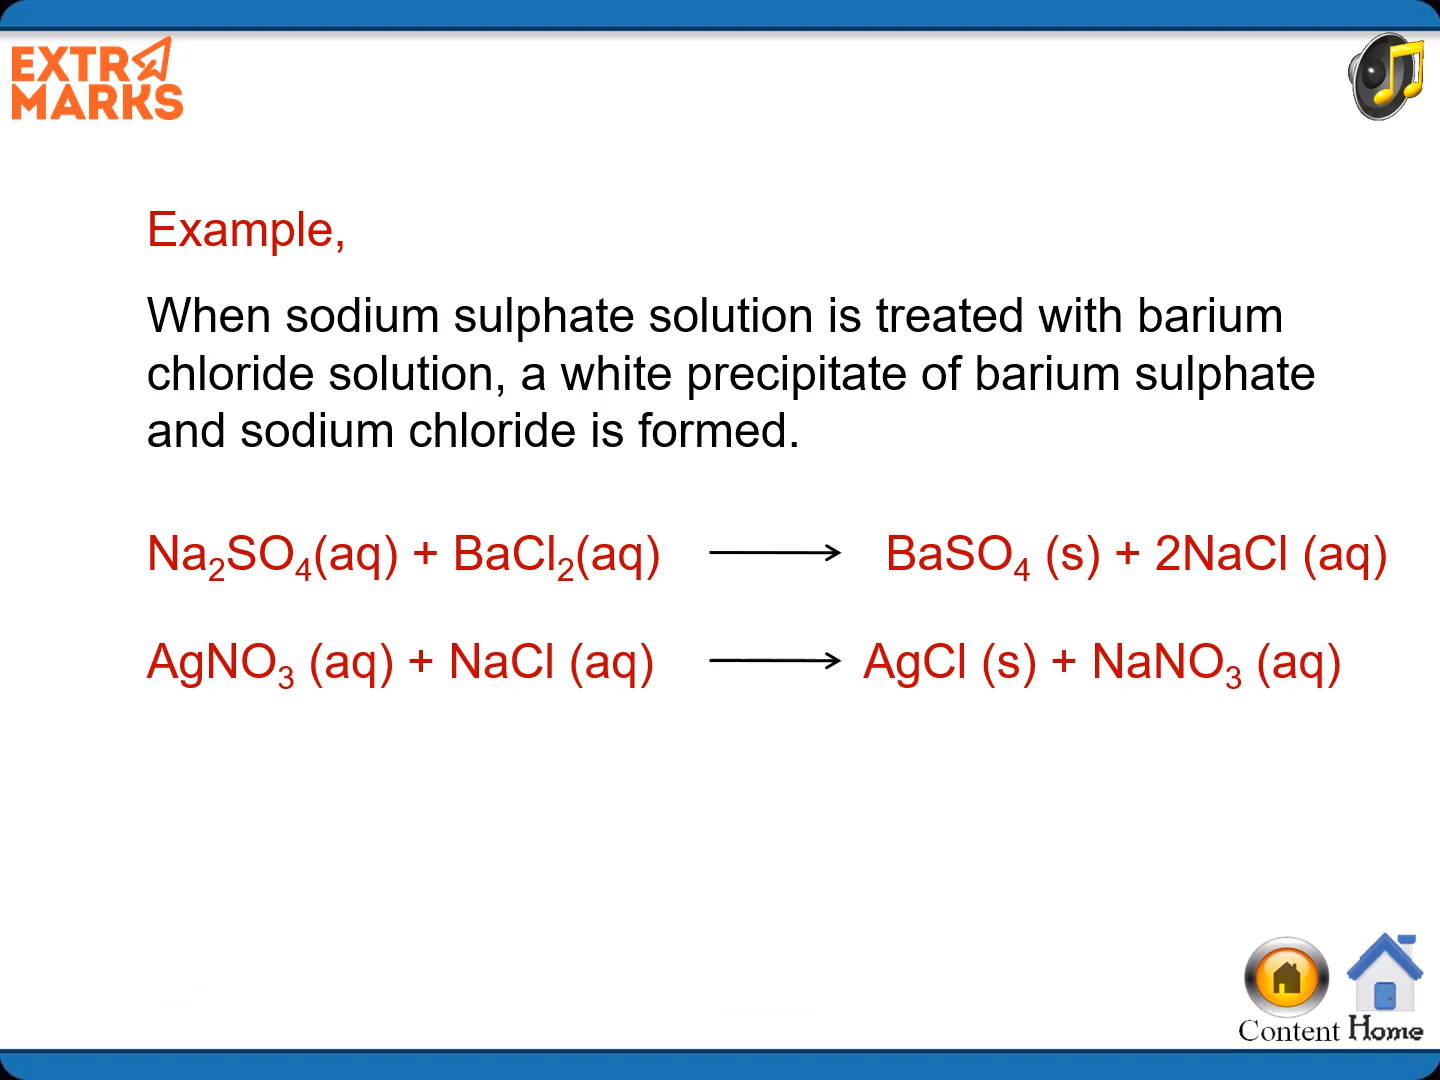 EXTRA
MARKS
Example,
When sodium sulphate solution is treated with barium
chloride solution, a white precipitate of barium sulphate
and sodium chloride is formed.
Na₂SO₄(aq) + BaCl₂(aq) ⟶ BaSO₄ (s) + 2NaCl (aq)
AgNO₃ (aq) + NaCl (aq) ⟶ AgCl (s) + NaNO₃ (aq)
Content Home